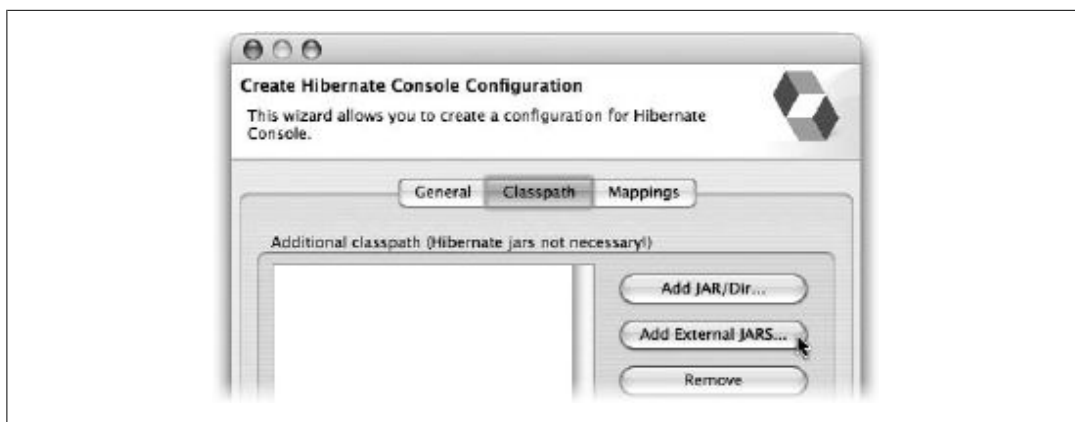 Create Hibernate Console Configuration
This wizard allows you to create a configuration for Hibernate
Console.
General Classpath Mappings
Additional classpath (Hibernate jars not necessary!)
Add JAR/Dir...
Add External JARS...
Remove